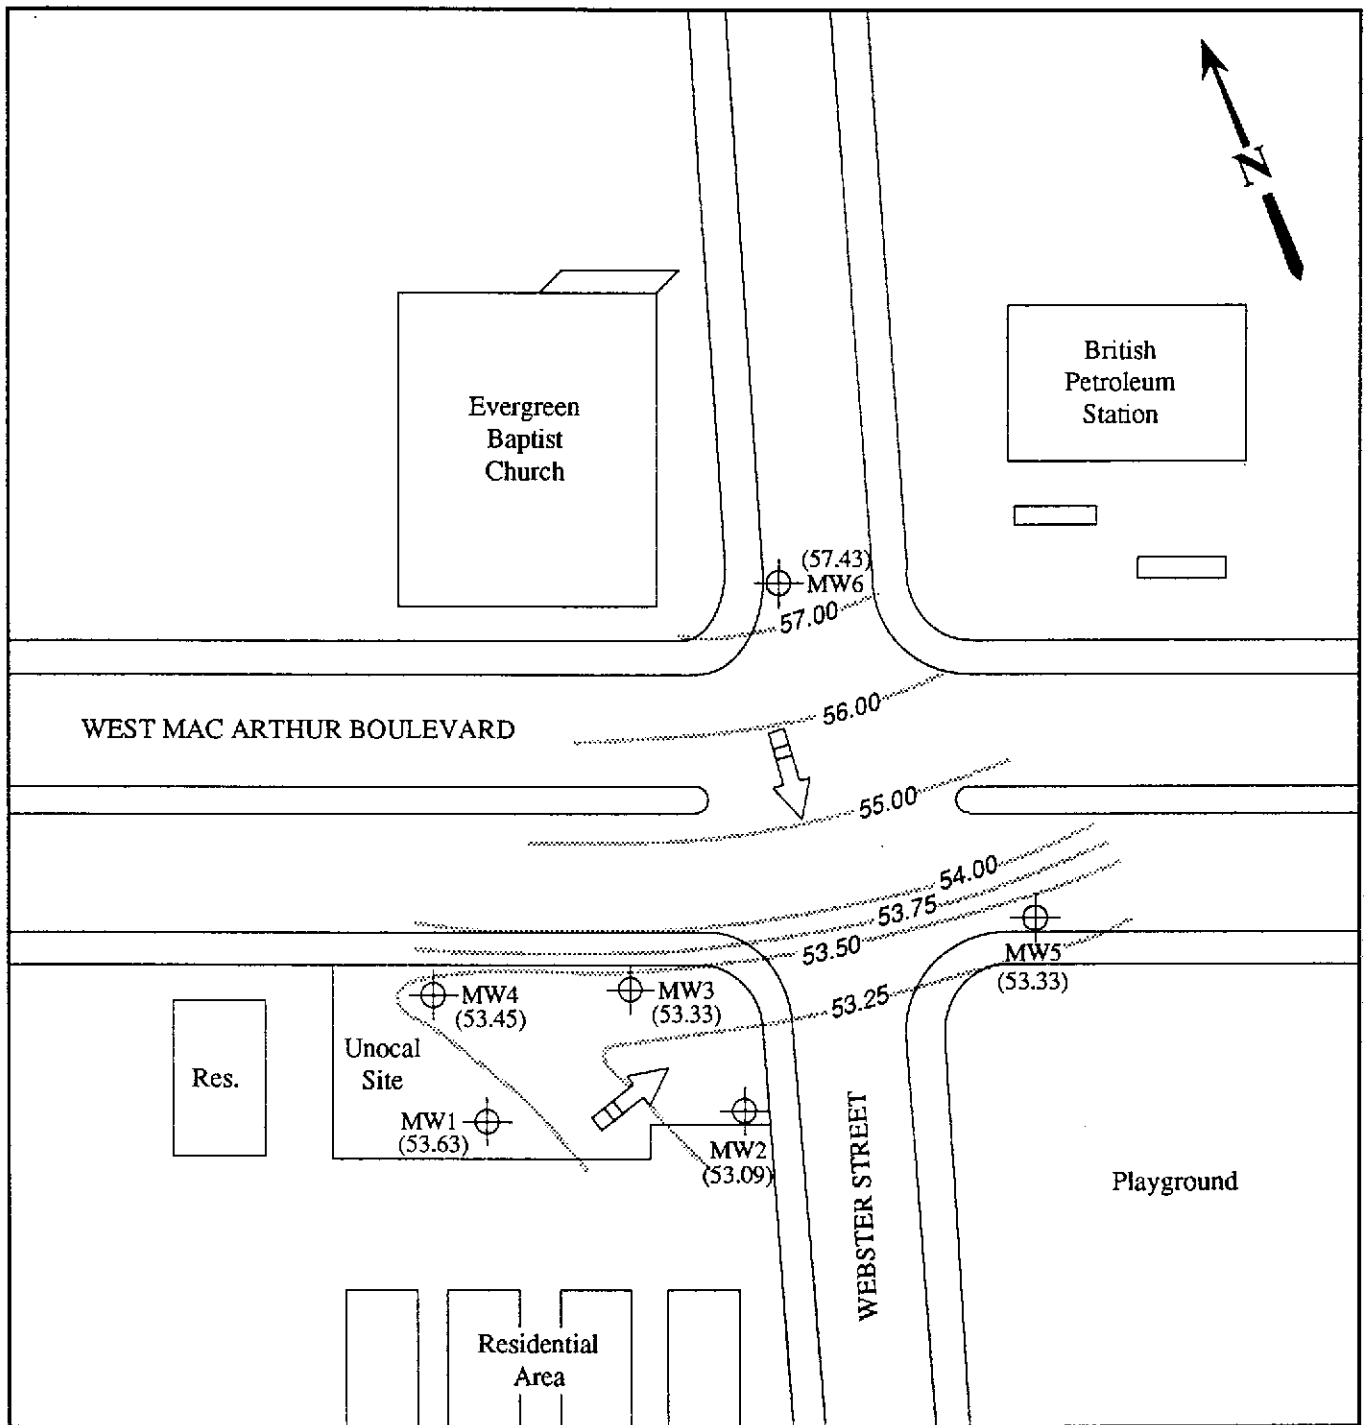 N
British
Petroleum
Station
Evergreen
Baptist
Church
(57.43)
MW6
57.00
56.00
WEST MAC ARTHUR BOULEVARD
55.00
54.00
53.75
53.50
MW5
(53.33)
53.25
MW4
(53.45)
MW3
(53.33)
Unocal
Site
Res.
MW1
(53.63)
MW2
(53.09)
WEBSTER STREET
Playground
Residential
Area